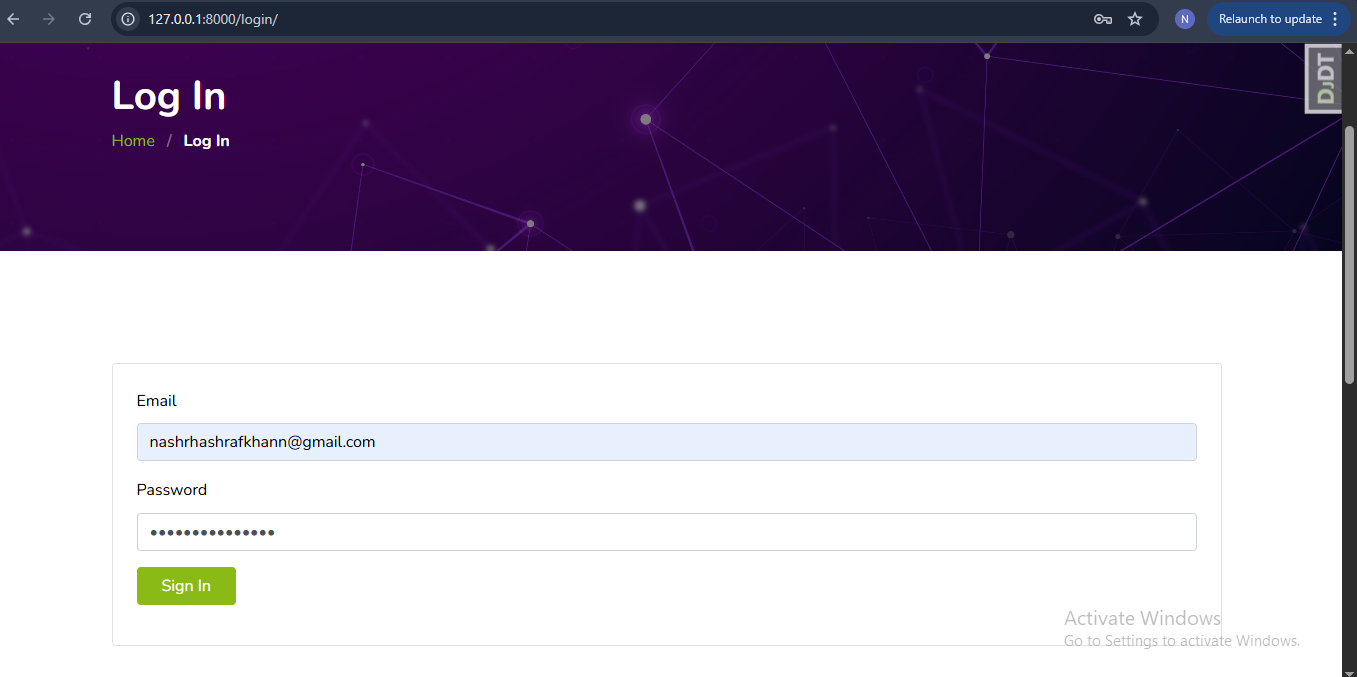 127.0.0.1:8000/login/
N
Relaunch to update
Log In
DJDT
Home / Log In
Email
nashrhashrafkhann@gmail.com
Password
•••••••••••••••
Sign In
Activate Windows
Go to Settings to activate Windows.